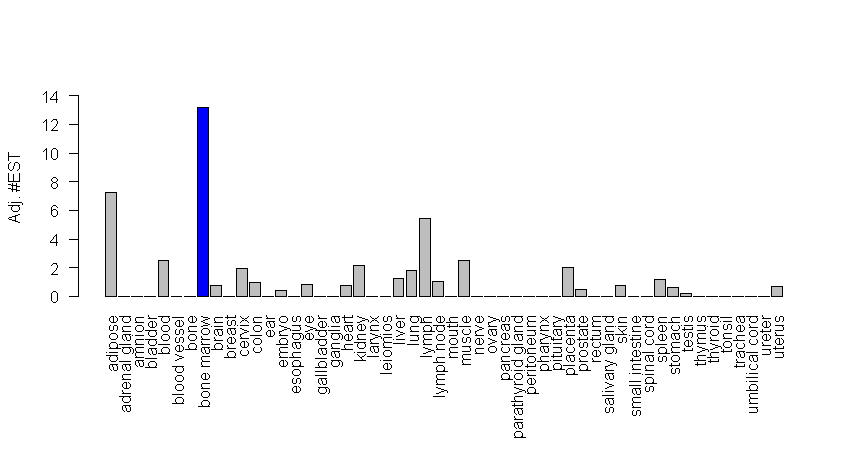 Adj. #EST
14
12
10
8
6
4
2
0
adipose
adrenal gland
amnion
bladder
blood
blood vessel
bone
bone marrow
brain
breast
cervix
colon
ear
embryo
esophagus
eye
gallbladder
ganglia
heart
kidney
larynx
leiomios
liver
lung
lymph
lymph node
mouth
muscle
nerve
ovary
pancreas
parathyroid gland
peritoneum
pharynx
pituitary
placenta
prostate
rectum
salivary gland
skin
small intestine
spinal cord
spleen
stomach
testis
thymus
thyroid
tonsil
trachea
umbilical cord
ureter
uterus